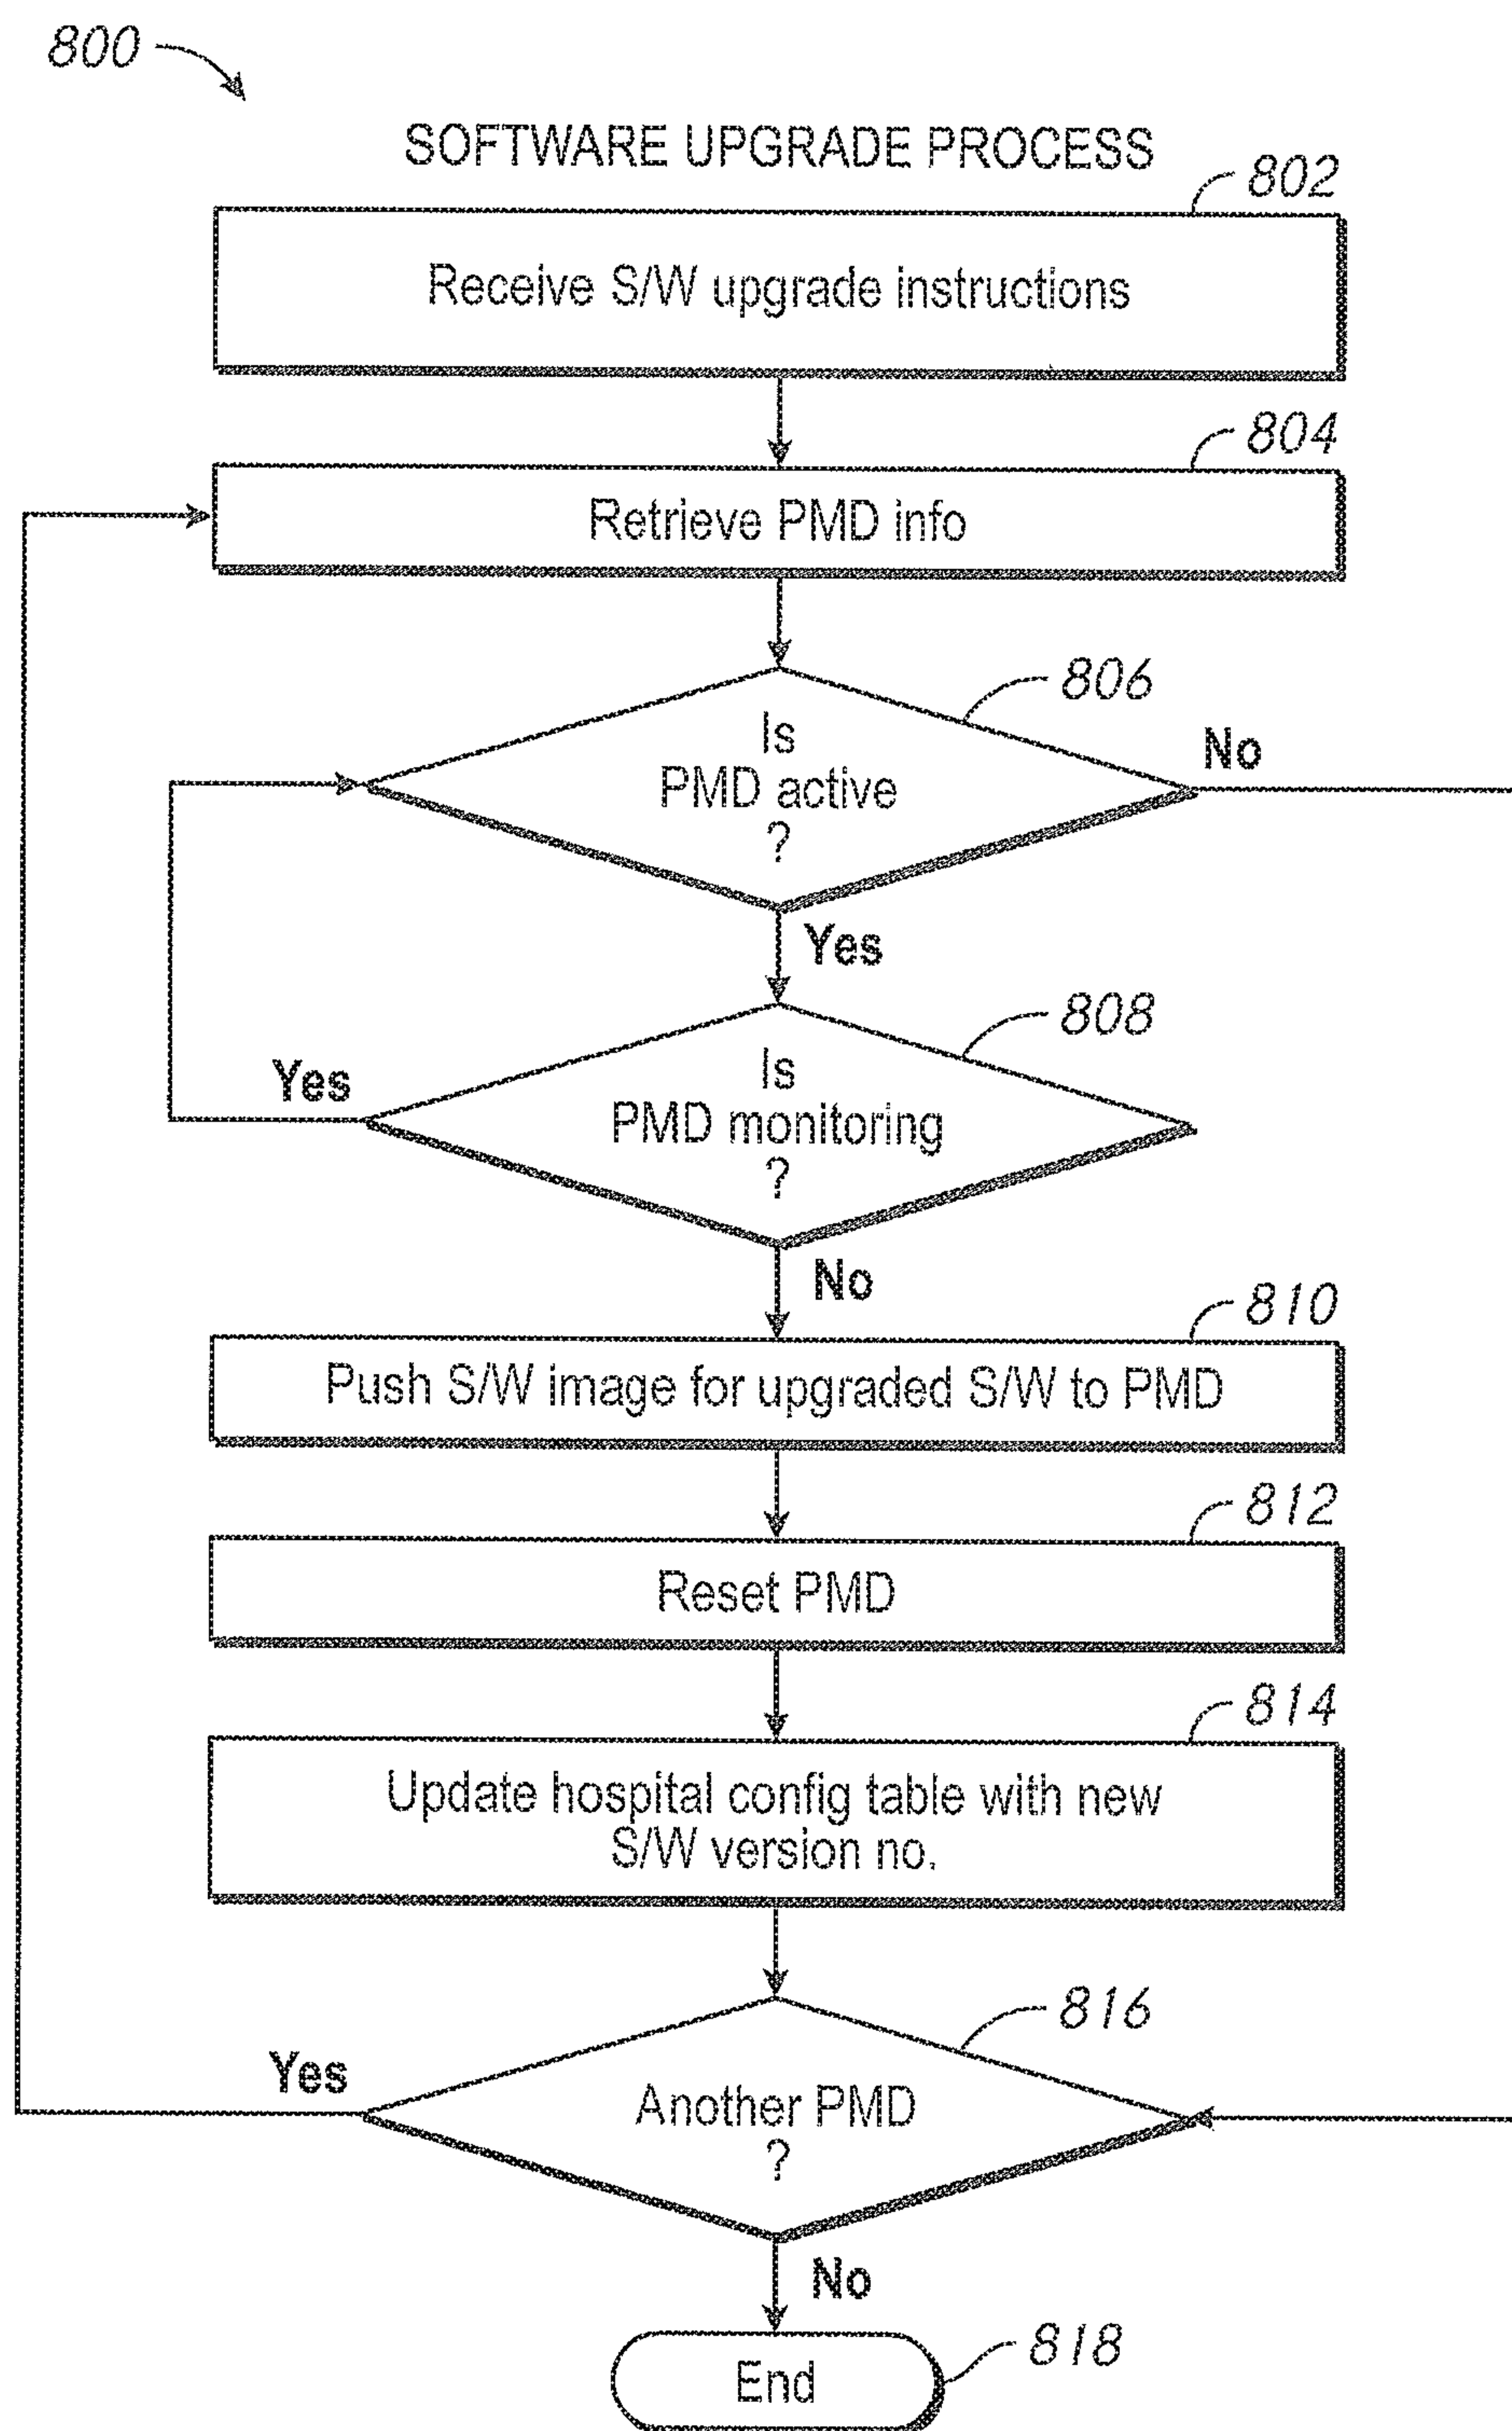 800
SOFTWARE UPGRADE PROCESS
802
Receive S/W upgrade instructions
804
Retrieve PMD info
806
Is
PMD active
?
No
Yes
808
Is
PMD monitoring
?
Yes
No
810
Push S/W image for upgraded S/W to PMD
812
Reset PMD
814
Update hospital config table with new
S/W version no.
816
Another PMD
?
Yes
No
End
818